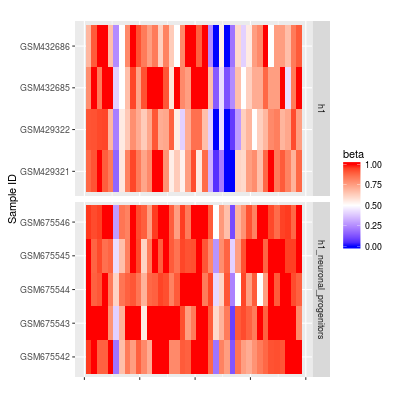 GSM432686
GSM432685
GSM429322
GSM429321
h1
GSM675546
GSM675545
GSM675544
GSM675543
GSM675542
h1_neuronal_progenitors
Sample ID
beta
1.00
0.75
0.50
0.25
0.00